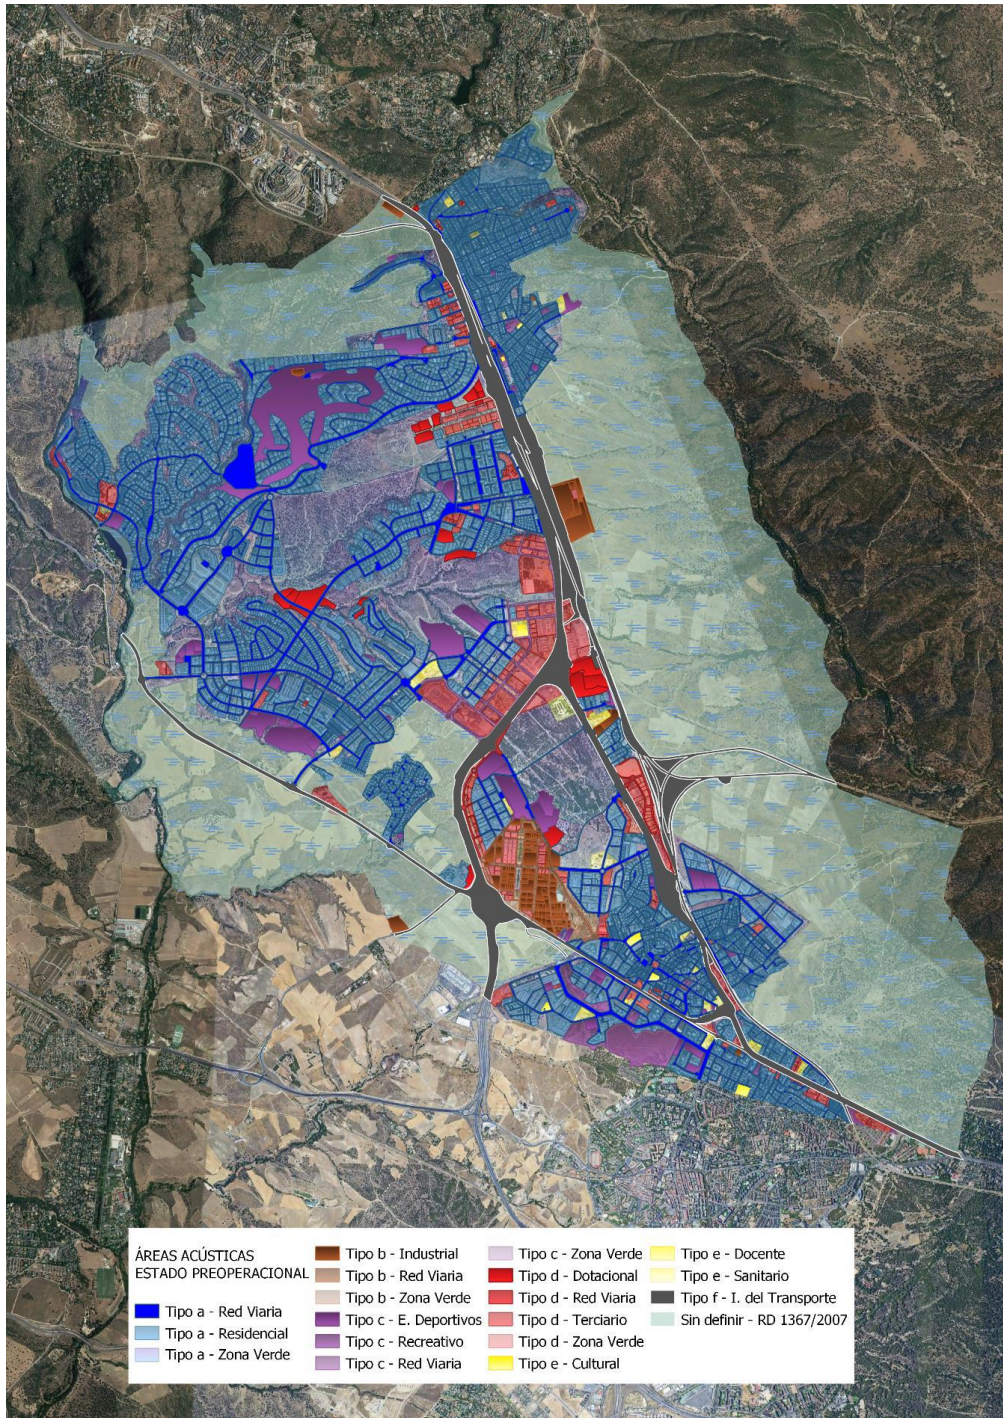 ÁREAS ACÚSTICAS
ESTADO PREOPERACIONAL
Tipo a - Red Viaria
Tipo a - Residencial
Tipo a - Zona Verde
Tipo b - Industrial
Tipo b - Red Viaria
Tipo b - Zona Verde
Tipo c - E. Deportivos
Tipo c - Recreativo
Tipo c - Red Viaria
Tipo c - Zona Verde
Tipo d - Dotacional
Tipo d - Red Viaria
Tipo d - Terciario
Tipo d - Zona Verde
Tipo e - Cultural
Tipo e - Docente
Tipo e - Sanitario
Tipo f - I. del Transporte
Sin definir - RD 1367/2007